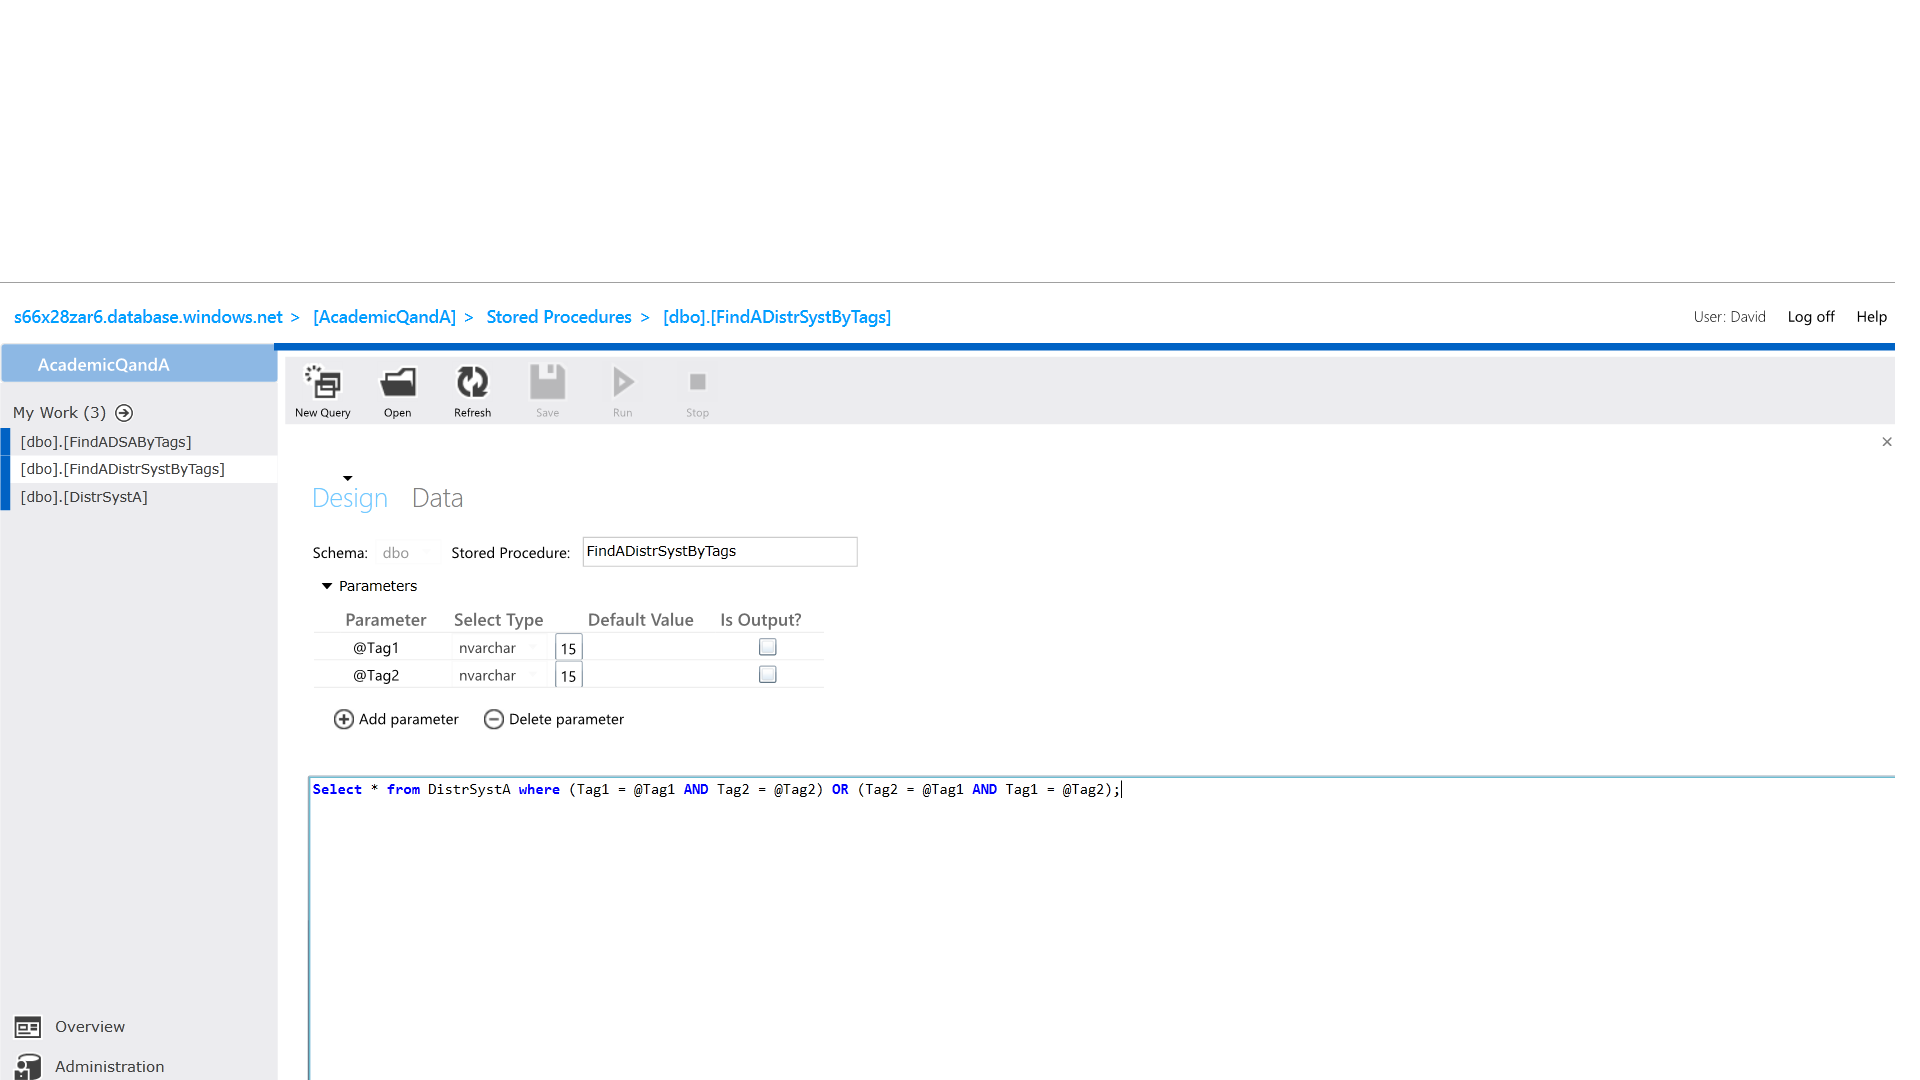 s66x28zar6.database.windows.net > [AcademicQandA] > Stored Procedures > [dbo].[FindADistrSystByTags] User: David Log off Help
AcademicQandA
New Query Open Refresh Save Run Stop
My Work (3)
[dbo].[FindADSAByTags]
[dbo].[FindADistrSystByTags]
[dbo].[DistrSystA]
Design Data
Schema: dbo Stored Procedure: FindADistrSystByTags
Parameters
Parameter Select Type Default Value Is Output?
@Tag1 nvarchar 15
@Tag2 nvarchar 15
Add parameter Delete parameter
Select * from DistrSystA where (Tag1 = @Tag1 AND Tag2 = @Tag2) OR (Tag2 = @Tag1 AND Tag1 = @Tag2);
Overview
Administration